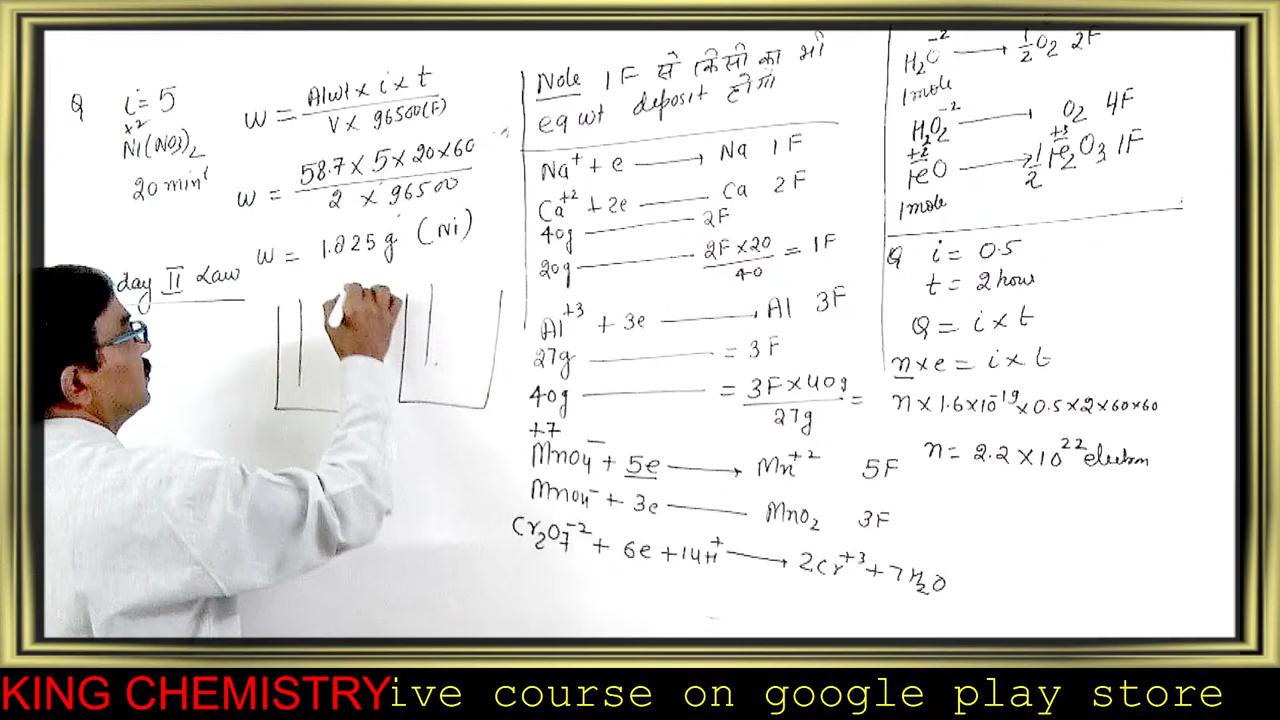 Q i = 5
+2
Ni(NO3)2
20 min
W = Atwt × i × t / V × 96500(F)
W = 58.7 × 5 × 20 × 60 / 2 × 96500
W = 1.825 g (Ni)
day II Law
Note 1F से किसी का भी
eq wt deposit होगा
Na⁺ + e ⟶ Na 1F
Ca⁺² + 2e ⟶ Ca 2F
40g ⟶ 2F
20g ⟶ 2F × 20 / 40 = 1F
Al⁺³ + 3e ⟶ Al 3F
27g ⟶ = 3F
40g ⟶ = 3F × 40g / 27g =
+7
MnO4⁻ + 5e ⟶ Mn⁺² 5F
MnO4⁻ + 3e ⟶ MnO2 3F
Cr2O7⁻² + 6e + 14H⁺ ⟶ 2Cr⁺³ + 7H2O
H2O⁻² ⟶ 1/2 O2 2F
1 mole
-2
H2O2 ⟶ O2 4F
+2 +3
FeO ⟶ 1/2 Fe2O3 1F
1 mole
Q i = 0.5
t = 2 hour
Q = i × t
n × e = i × t
n × 1.6 × 10⁻¹⁹ × 0.5 × 2 × 60 × 60
n = 2.2 × 10²² electron
KING CHEMISTRY ive course on google play store